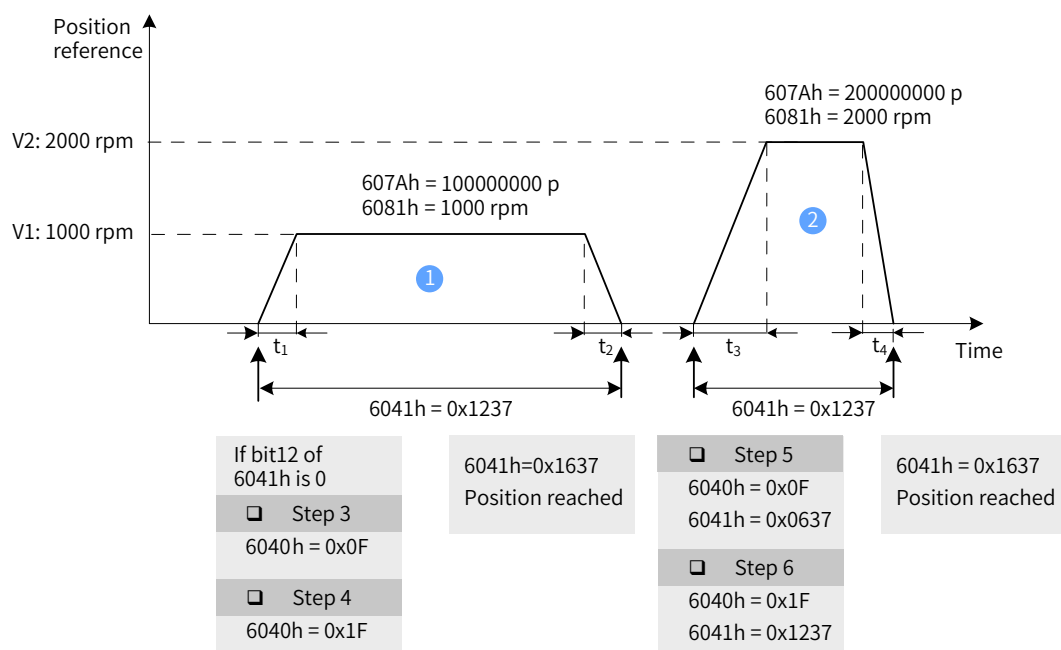 Position
reference
607Ah = 200000000 p
6081h = 2000 rpm
V2: 2000 rpm
607Ah = 100000000 p
6081h = 1000 rpm
2
V1: 1000 rpm
1
t1
t2
t3
t4
Time
6041h = 0x1237
6041h = 0x1237
If bit12 of
6041h is 0
❑ Step 3
6040h = 0x0F
❑ Step 4
6040h = 0x1F
6041h=0x1637
Position reached
❑ Step 5
6040h = 0x0F
6041h = 0x0637
❑ Step 6
6040h = 0x1F
6041h = 0x1237
6041h = 0x1637
Position reached